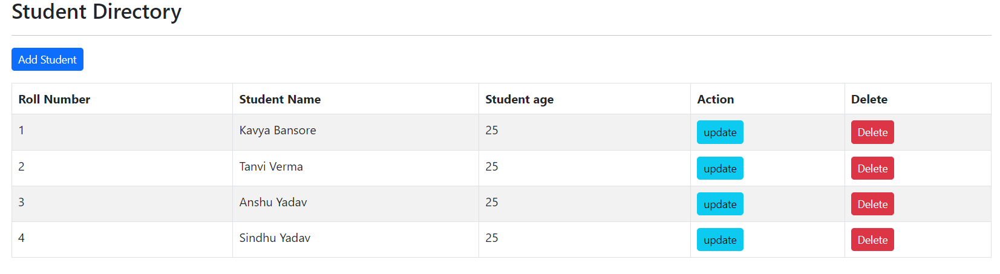 Student Directory
Add Student
Roll Number Student Name Student age Action Delete
1 Kavya Bansore 25 update Delete
2 Tanvi Verma 25 update Delete
3 Anshu Yadav 25 update Delete
4 Sindhu Yadav 25 update Delete